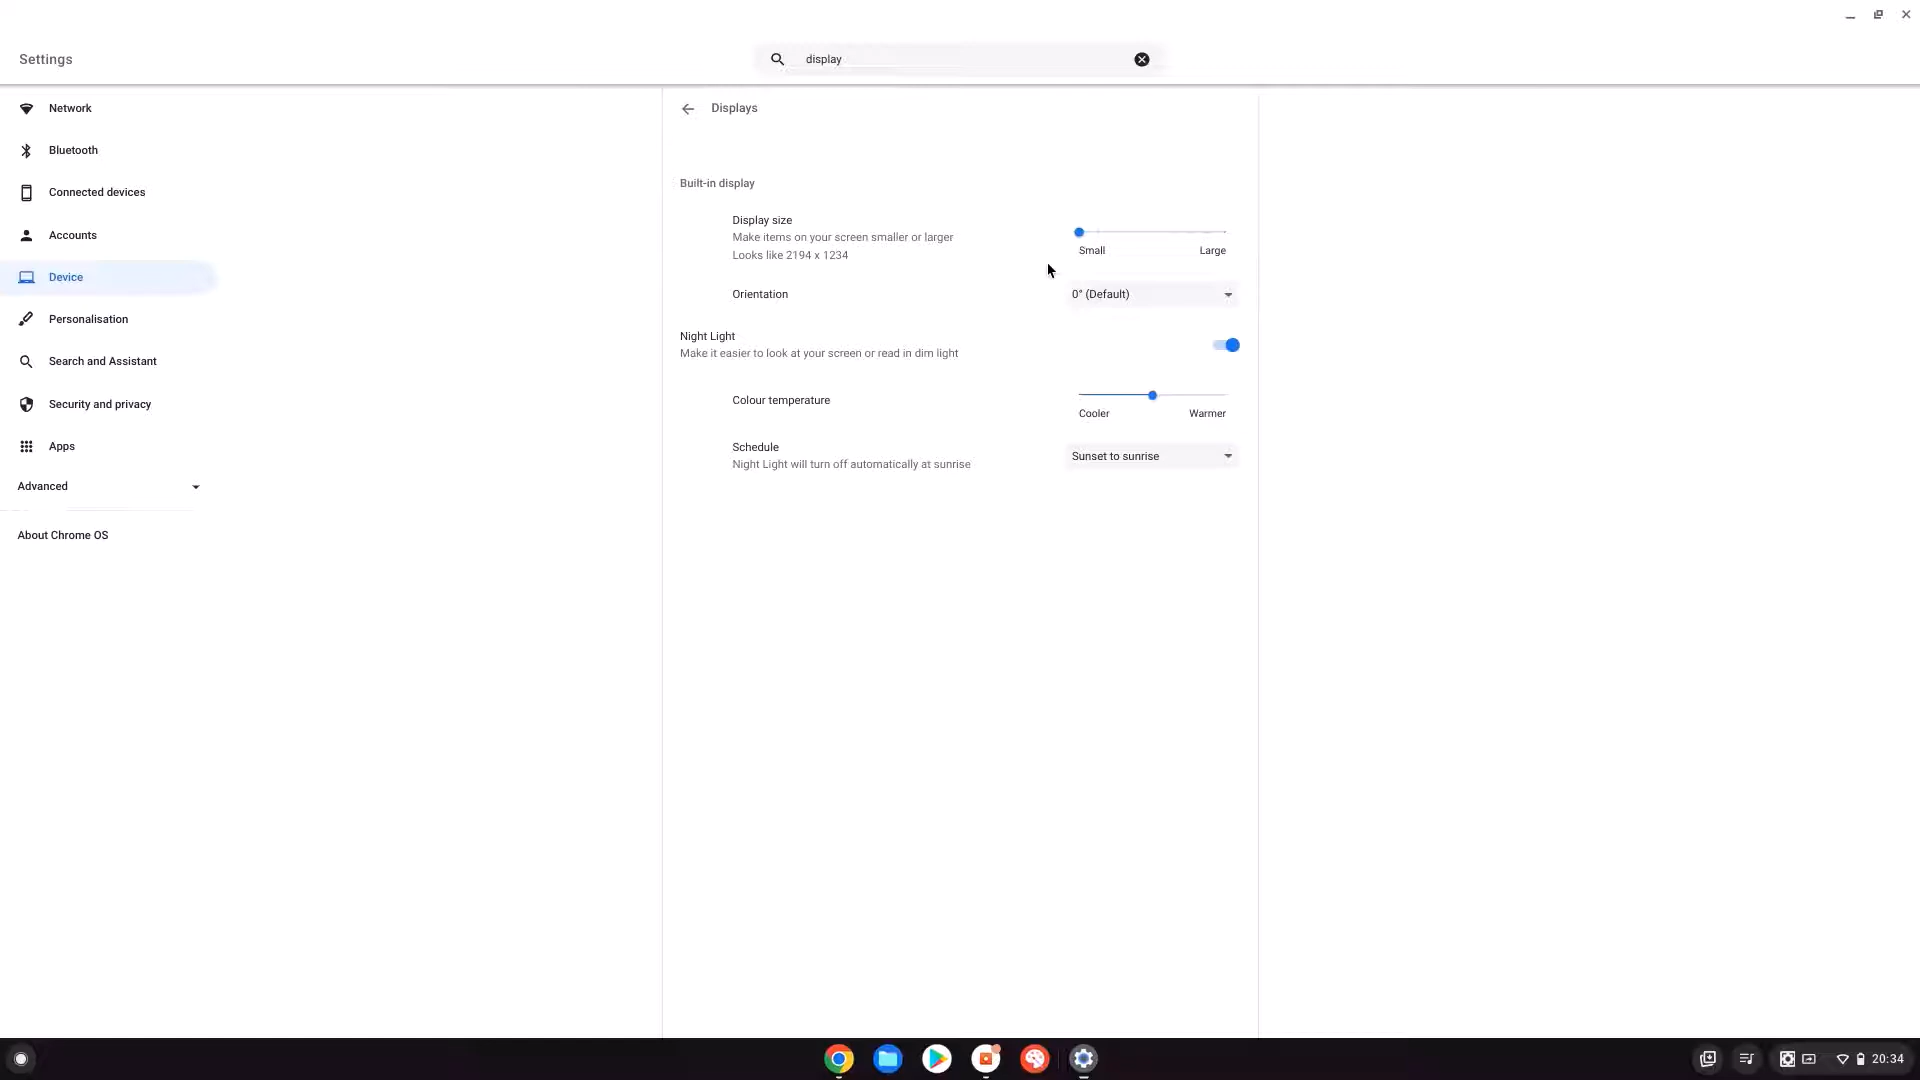 Settings
display
Network
Bluetooth
Connected devices
Accounts
Device
Personalisation
Search and Assistant
Security and privacy
Apps
Advanced
About Chrome OS
Displays
Built-in display
Display size
Make items on your screen smaller or larger
Looks like 2194 x 1234
Small Large
Orientation
0° (Default)
Night Light
Make it easier to look at your screen or read in dim light
Colour temperature
Cooler Warmer
Schedule
Night Light will turn off automatically at sunrise
Sunset to sunrise
20:34